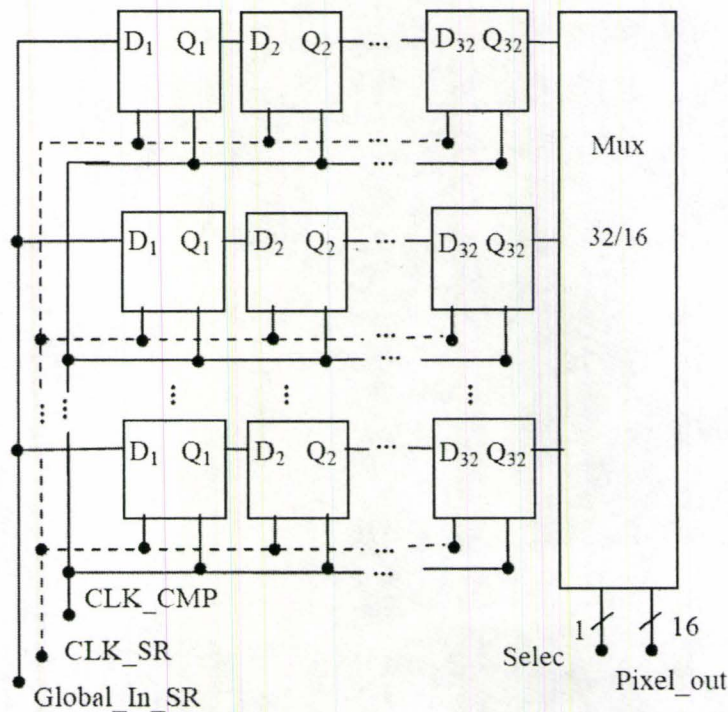 D1 Q1 D2 Q2 ... D32 Q32
Mux
...
...
D1 Q1 D2 Q2 ... D32 Q32
32/16
...
...
... ... ... ... ...
D1 Q1 D2 Q2 ... D32 Q32
...
...
CLK_CMP
1 16
CLK_SR
Selec
Pixel_out
Global_In_SR